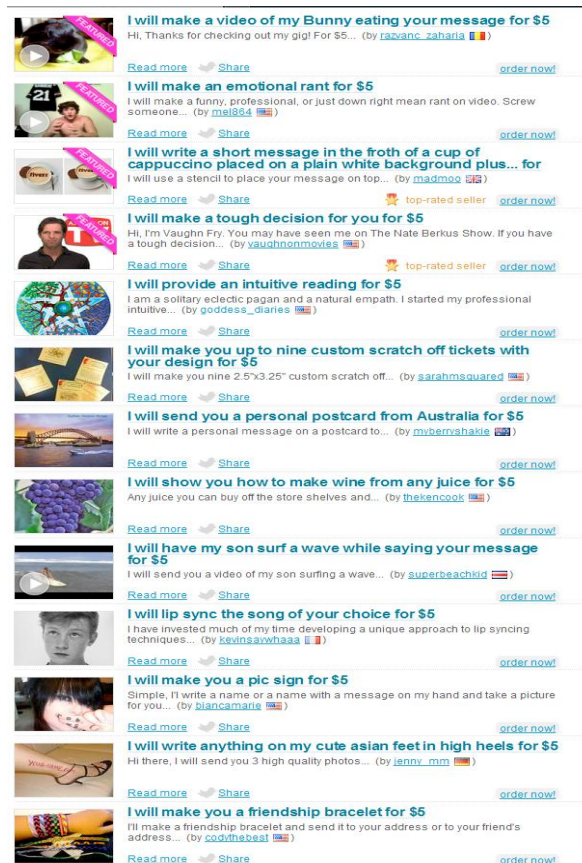 I will make a video of my Bunny eating your message for $5
Hi, Thanks for checking out my gig! For $5... (by razvanc_zaharia )
FEATURED
Read more Share order now!
I will make an emotional rant for $5
I will make a funny, professional, or just down right mean rant on video. Screw
someone... (by mel864 )
21
FEATURED
Read more Share order now!
I will write a short message in the froth of a cup of
cappuccino placed on a plain white background plus... for
I will use a stencil to place your message on top... (by madmoo )
fiverr
FEATURED
Read more Share top-rated seller order now!
I will make a tough decision for you for $5
Hi, I'm Vaughn Fry. You may have seen me on The Nate Berkus Show. If you have
a tough decision... (by vaughnonmovies )
FEATURED
Read more Share top-rated seller order now!
I will provide an intuitive reading for $5
I am a solitary eclectic pagan and a natural empath. I started my professional
intuitive... (by goddess_diaries )
Read more Share order now!
I will make you up to nine custom scratch off tickets with
your design for $5
I will make you nine 2.5"x3.25" custom scratch off... (by sarahmsquared )
Read more Share order now!
I will send you a personal postcard from Australia for $5
I will write a personal message on a postcard to... (by myberryshakie )
Read more Share order now!
I will show you how to make wine from any juice for $5
Any juice you can buy off the store shelves and... (by thekencook )
Read more Share order now!
I will have my son surf a wave while saying your message
for $5
I will send you a video of my son surfing a wave... (by superbeachkid )
Read more Share order now!
I will lip sync the song of your choice for $5
I have invested much of my time developing a unique approach to lip syncing
techniques... (by kevinsaywhaaa )
Read more Share order now!
I will make you a pic sign for $5
Simple, I'l write a name or a name with a message on my hand and take a picture
for you... (by biancamarie )
Read more Share order now!
I will write anything on my cute asian feet in high heels for $5
Hi there, I will send you 3 high quality photos... (by jenny_mm )
Read more Share order now!
I will make you a friendship bracelet for $5
I'll make a friendship bracelet and send it to your address or to your friend's
address... (by codythebest )
Read more Share order now!